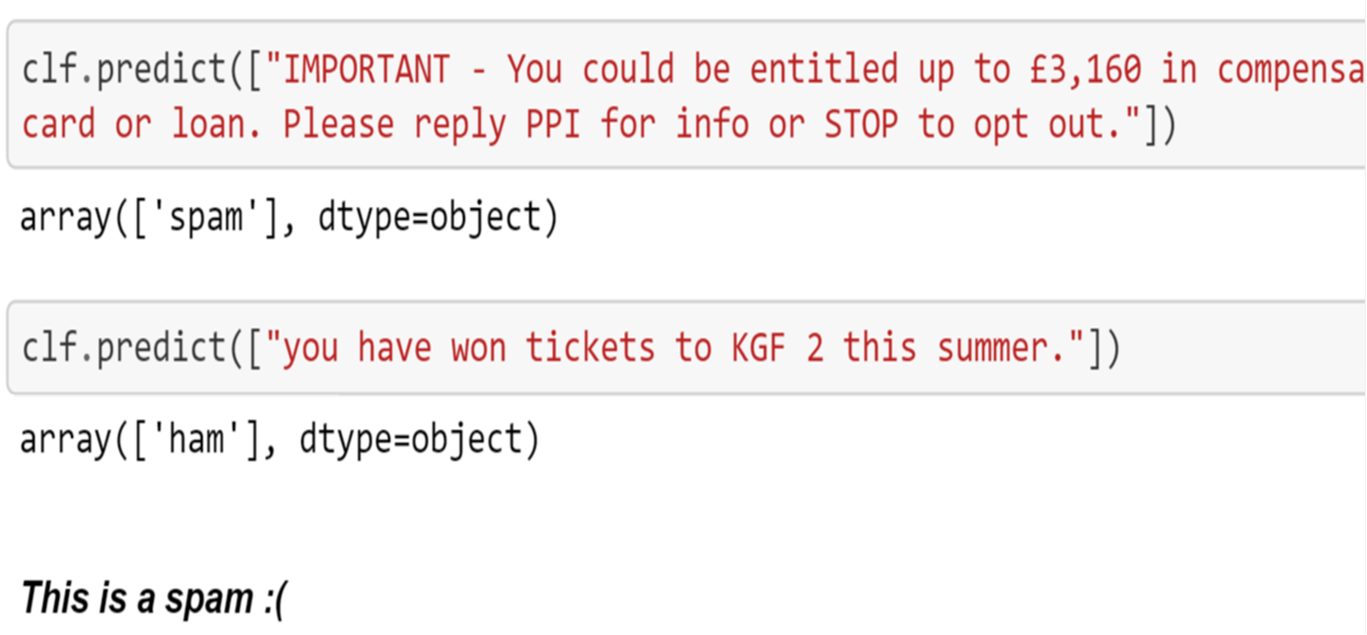 clf.predict(["IMPORTANT - You could be entitled up to £3,160 in compensa
card or loan. Please reply PPI for info or STOP to opt out."])
array(['spam'], dtype=object)
clf.predict(["you have won tickets to KGF 2 this summer."])
array(['ham'], dtype=object)
This is a spam :(